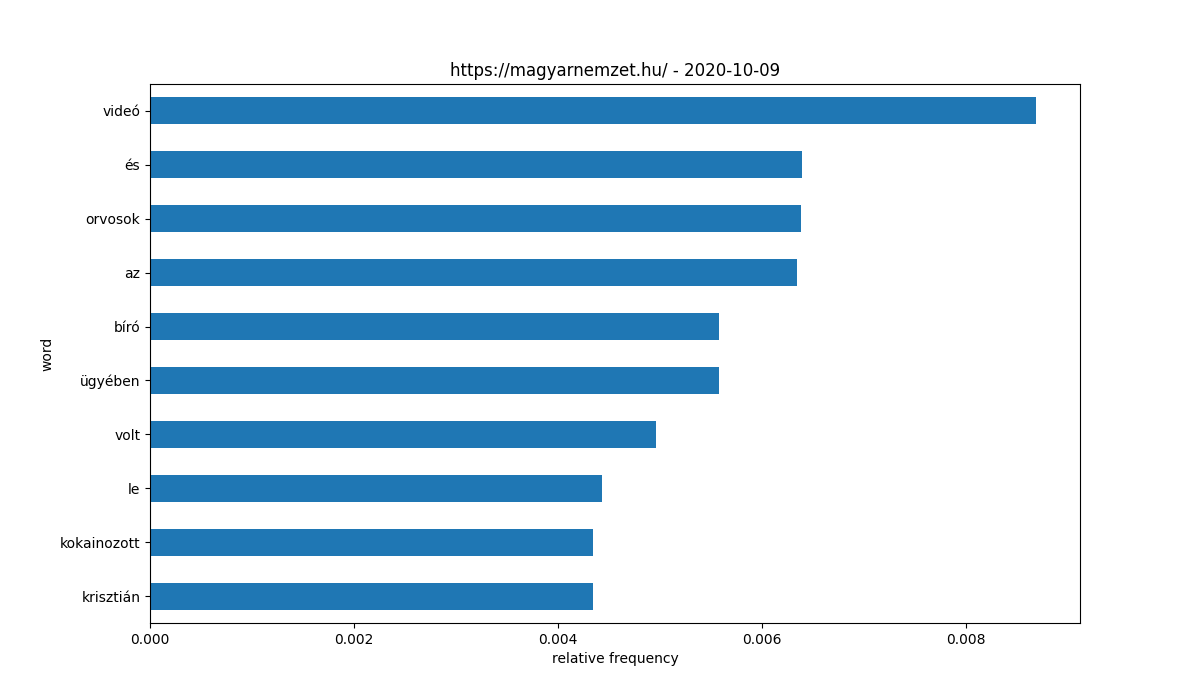 https://magyarnemzet.hu/ - 2020-10-09
word
videó
és
orvosok
az
bíró
ügyében
volt
le
kokainozott
krisztián
0.000 0.002 0.004 0.006 0.008
relative frequency